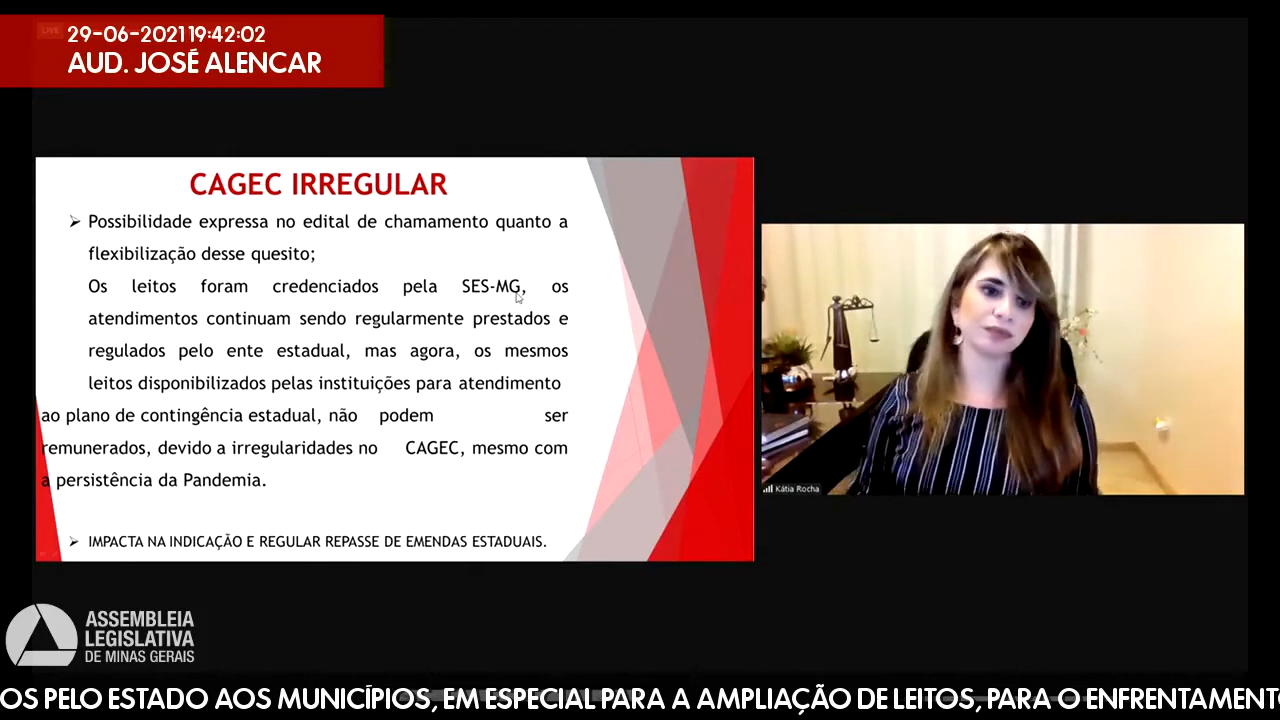 LIVE
29-06-2021 19:42:02
AUD. JOSÉ ALENCAR
CAGEC IRREGULAR
➢ Possibilidade expressa no edital de chamamento quanto a
flexibilização desse quesito;
Os leitos foram credenciados pela SES-MG, os
atendimentos continuam sendo regularmente prestados e
regulados pelo ente estadual, mas agora, os mesmos
leitos disponibilizados pelas instituições para atendimento
ao plano de contingência estadual, não podem ser
remunerados, devido a irregularidades no CAGEC, mesmo com
a persistência da Pandemia.
➢ IMPACTA NA INDICAÇÃO E REGULAR REPASSE DE EMENDAS ESTADUAIS.
Kátia Rocha
ASSEMBLEIA
LEGISLATIVA
DE MINAS GERAIS
OS PELO ESTADO AOS MUNICÍPIOS, EM ESPECIAL PARA A AMPLIAÇÃO DE LEITOS, PARA O ENFRENTAMENT